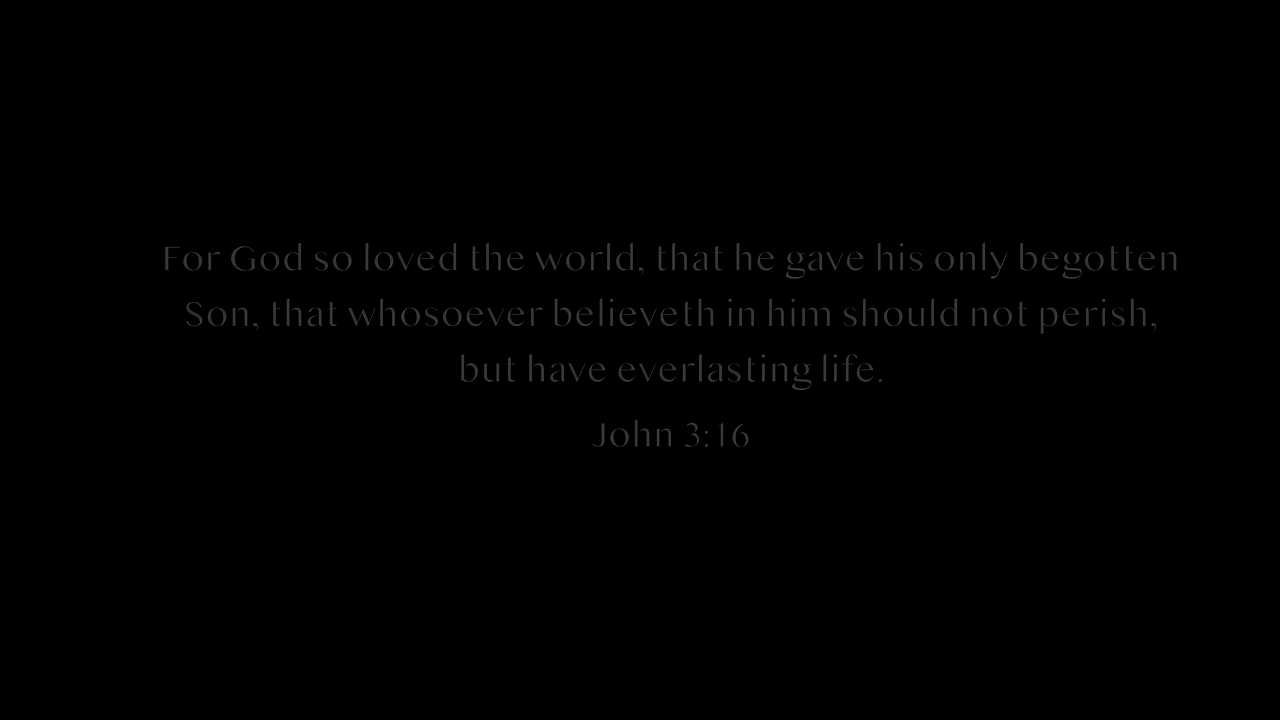 For God so loved the world, that he gave his only begotten
Son, that whosoever believeth in him should not perish,
but have everlasting life.
John 3:16